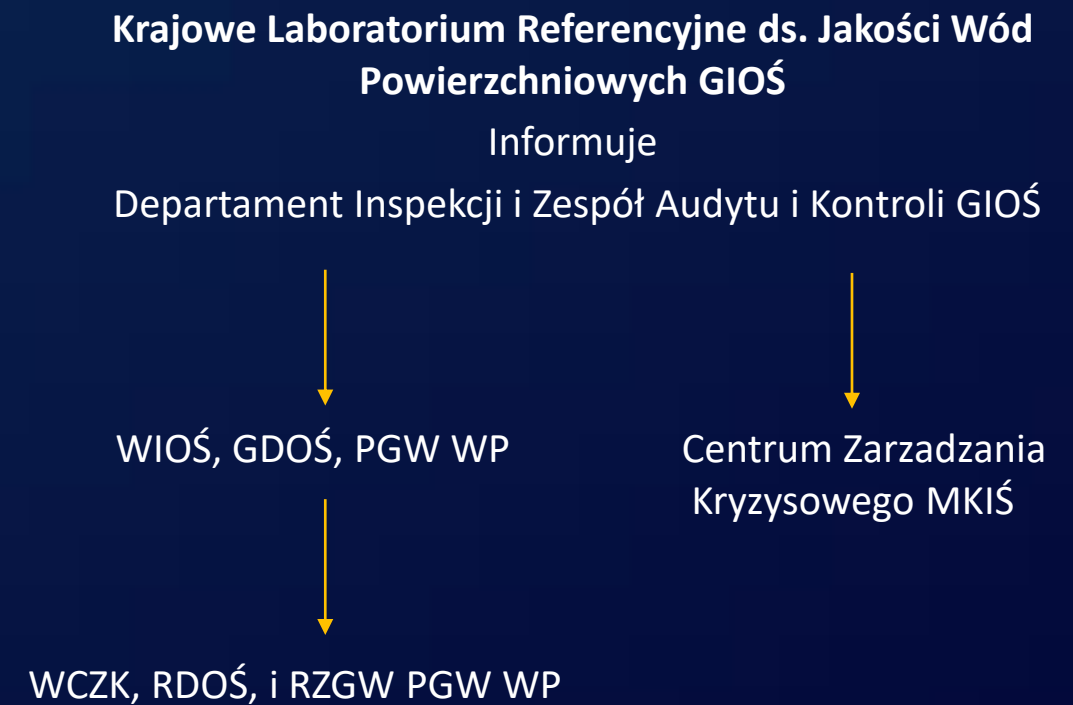 Krajowe Laboratorium Referencyjne ds. Jakości Wód
Powierzchniowych GIOŚ
Informuje
Departament Inspekcji i Zespół Audytu i Kontroli GIOŚ
WIOŚ, GDOŚ, PGW WP
Centrum Zarzadzania
Kryzysowego MKIŚ
WCZK, RDOŚ, i RZGW PGW WP